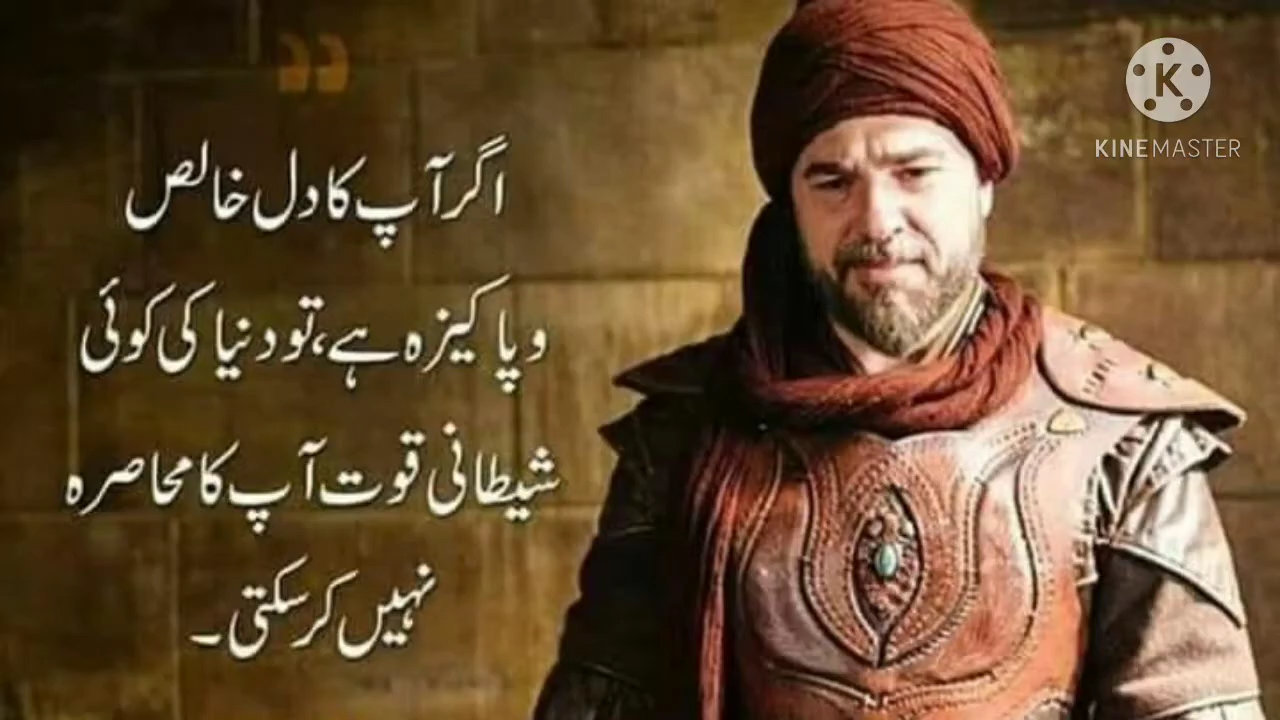 اگر آپ کا دل خالص
و پاکیزہ ہے، تو دنیا کی کوئی
شیطانی قوت آپ کا محاصرہ
نہیں کر سکتی ۔
KINEMASTER